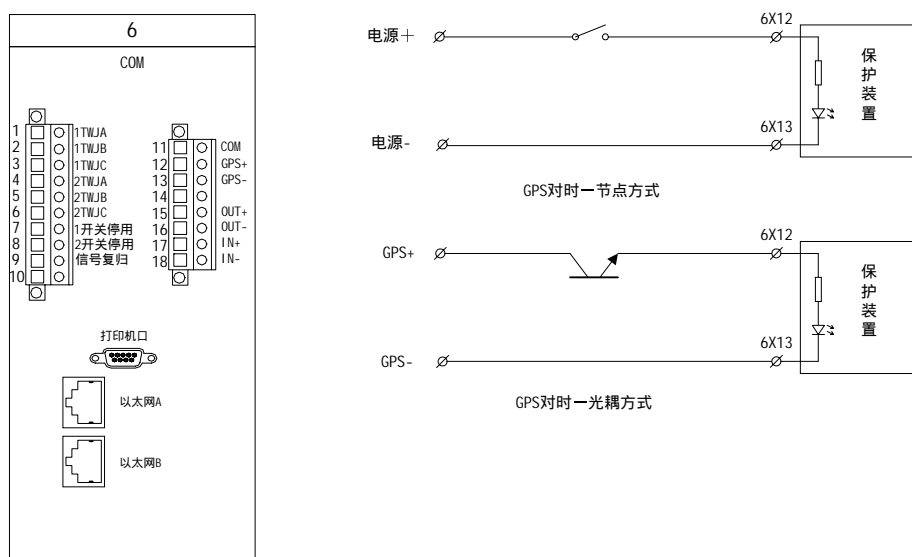 6
COM
1 1TWJA
2 1TWJB
3 1TWJC
4 2TWJA
5 2TWJB
6 2TWJC
7 1开关停用
8 2开关停用
9 信号复归
10
11 COM
12 GPS+
13 GPS-
14
15 OUT+
16 OUT-
17 IN+
18 IN-
打印机口
以太网A
以太网B
电源＋
6X12
保护装置
电源-
6X13
GPS对时—节点方式
GPS+
6X12
保护装置
GPS-
6X13
GPS对时—光耦方式